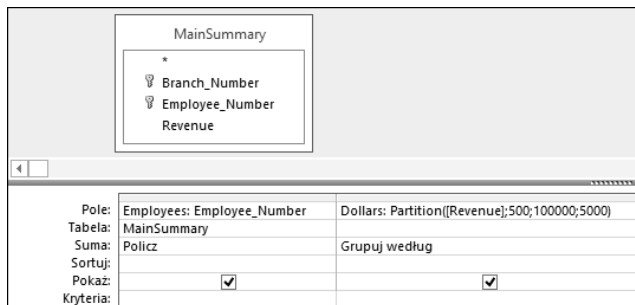 MainSummary
*
Branch_Number
Employee_Number
Revenue
Pole: Employees: Employee_Number Dollars: Partition([Revenue];500;100000;5000)
Tabela: MainSummary
Suma: Policz Grupuj według
Sortuj:
Pokaż:
Kryteria: